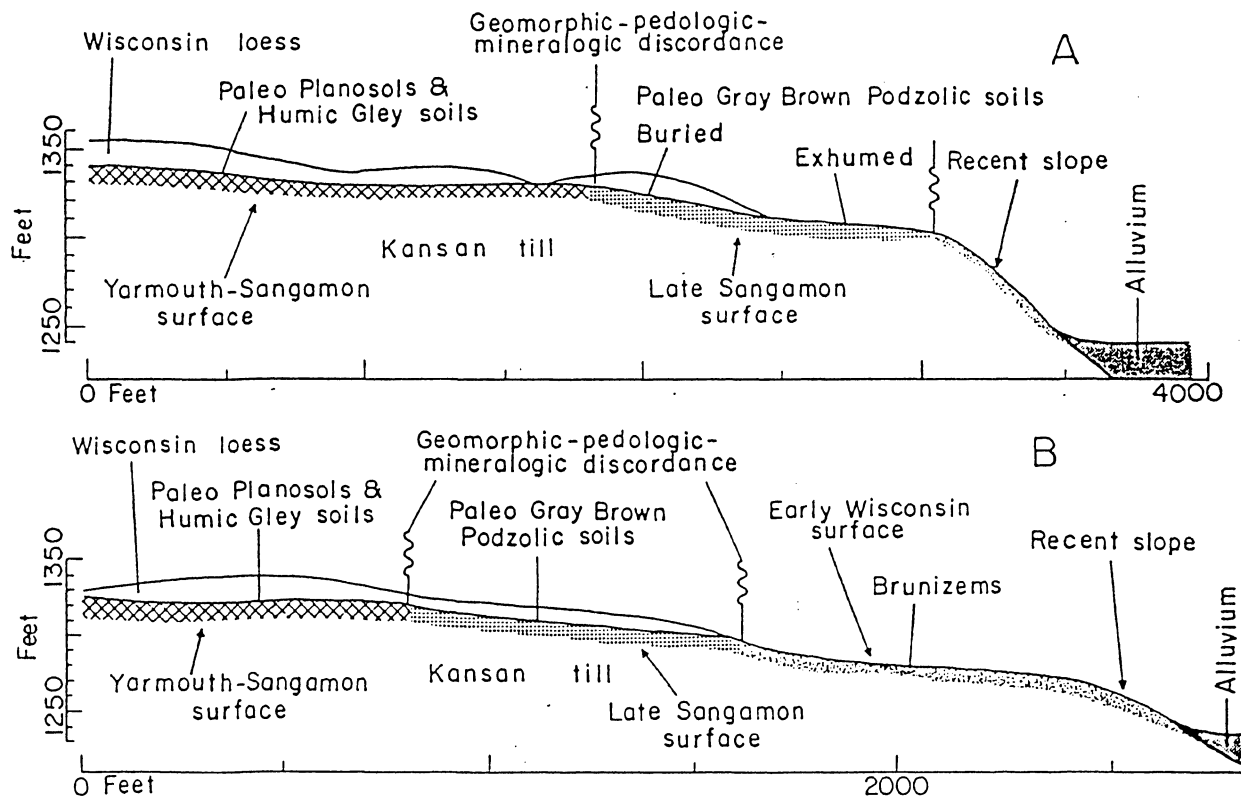 Geomorphic-pedologic-
mineralogic discordance
A
Wisconsin loess
Paleo Planosols &
Humic Gley soils
Paleo Gray Brown Podzolic soils
Buried
Exhumed
Recent slope
1350
Feet
1250
Kansan till
Yarmouth-Sangamon
surface
Late Sangamon
surface
Alluvium
0 Feet
4000
Wisconsin loess
Geomorphic-pedologic-
mineralogic discordance
B
Paleo Planosols &
Humic Gley soils
Paleo Gray Brown
Podzolic soils
Early Wisconsin
surface
Recent slope
Brunizems
1350
Feet
1250
Yarmouth-Sangamon
surface
Kansan till
Late Sangamon
surface
Alluvium
0 Feet
2000